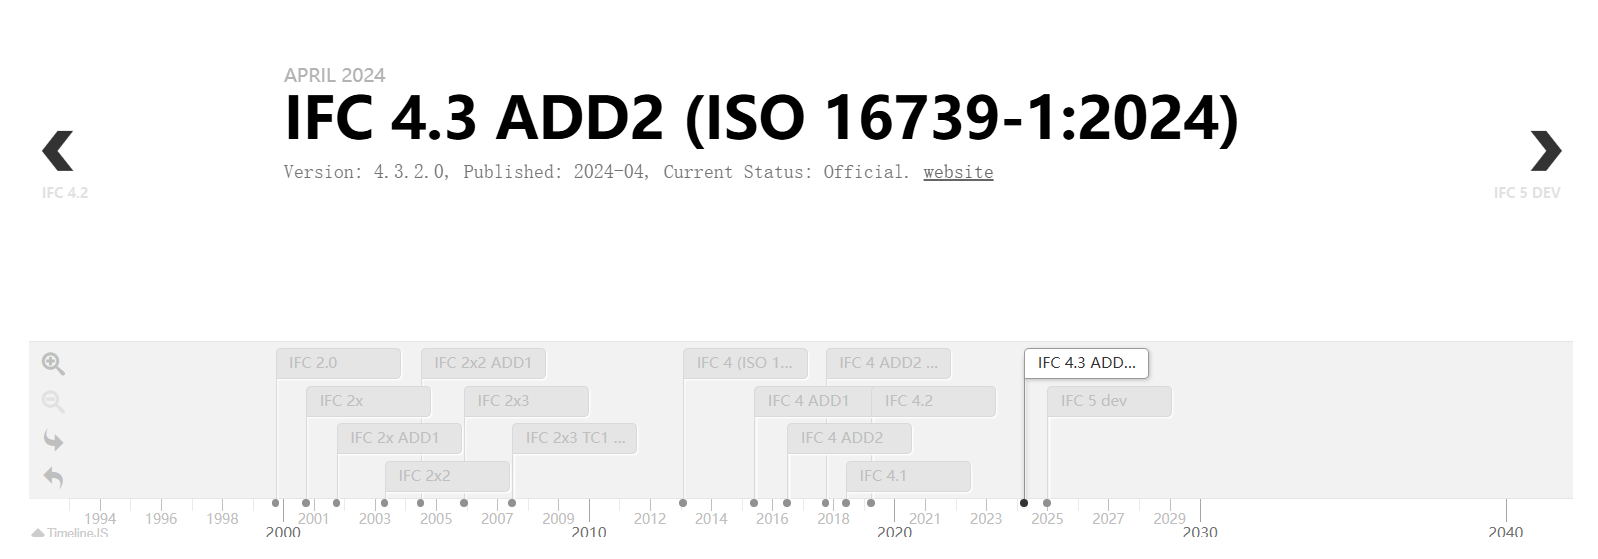 APRIL 2024
IFC 4.3 ADD2 (ISO 16739-1:2024)
Version: 4.3.2.0, Published: 2024-04, Current Status: Official. website
IFC 4.2
IFC 5 DEV
IFC 2.0
IFC 2x2 ADD1
IFC 4 (ISO 1...
IFC 4 ADD2 ...
IFC 4.3 ADD...
IFC 2x
IFC 2x3
IFC 4 ADD1
IFC 4.2
IFC 5 dev
IFC 2x ADD1
IFC 2x3 TC1 ...
IFC 4 ADD2
IFC 2x2
IFC 4.1
1994 1996 1998 2001 2003 2005 2007 2009 2012 2014 2016 2018 2021 2023 2025 2027 2029
TimelineJS
2000 2010 2020 2030 2040